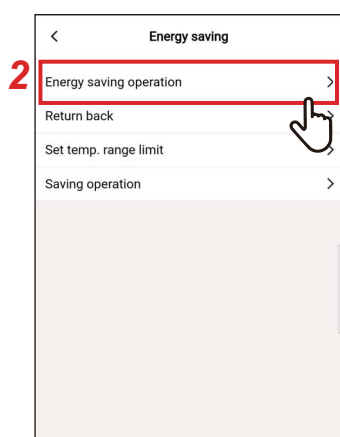 Energy saving
2
Energy saving operation
Return back
Set temp. range limit
Saving operation